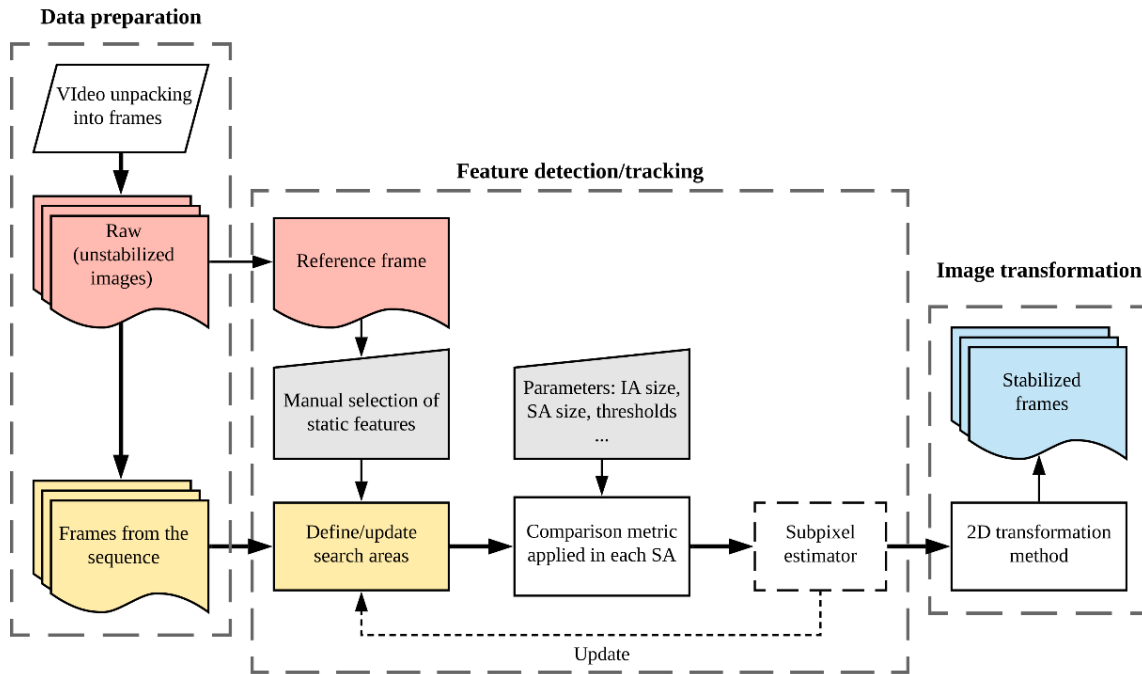 Data preparation
VIdeo unpacking
into frames
Raw
(unstabilized
images)
Frames from the
sequence
Feature detection/tracking
Reference frame
Manual selection of
static features
Parameters: IA size,
SA size, thresholds
...
Define/update
search areas
Comparison metric
applied in each SA
Subpixel
estimator
Update
Image transformation
Stabilized
frames
2D transformation
method